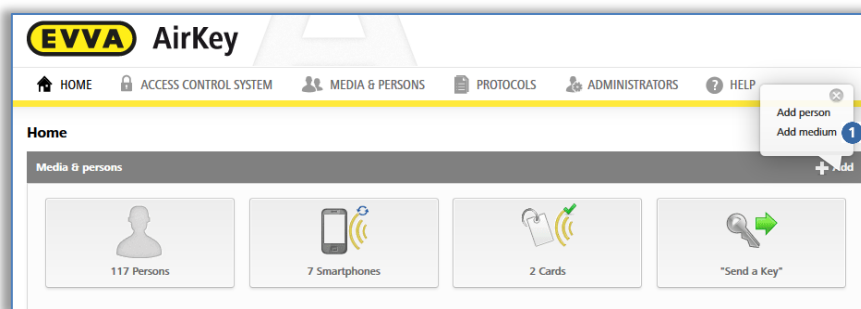 EVVA AirKey
HOME ACCESS CONTROL SYSTEM MEDIA & PERSONS PROTOCOLS ADMINISTRATORS ? HELP
Add person
Add medium 1
Home
Media & persons Add
117 Persons 7 Smartphones 2 Cards "Send a Key"